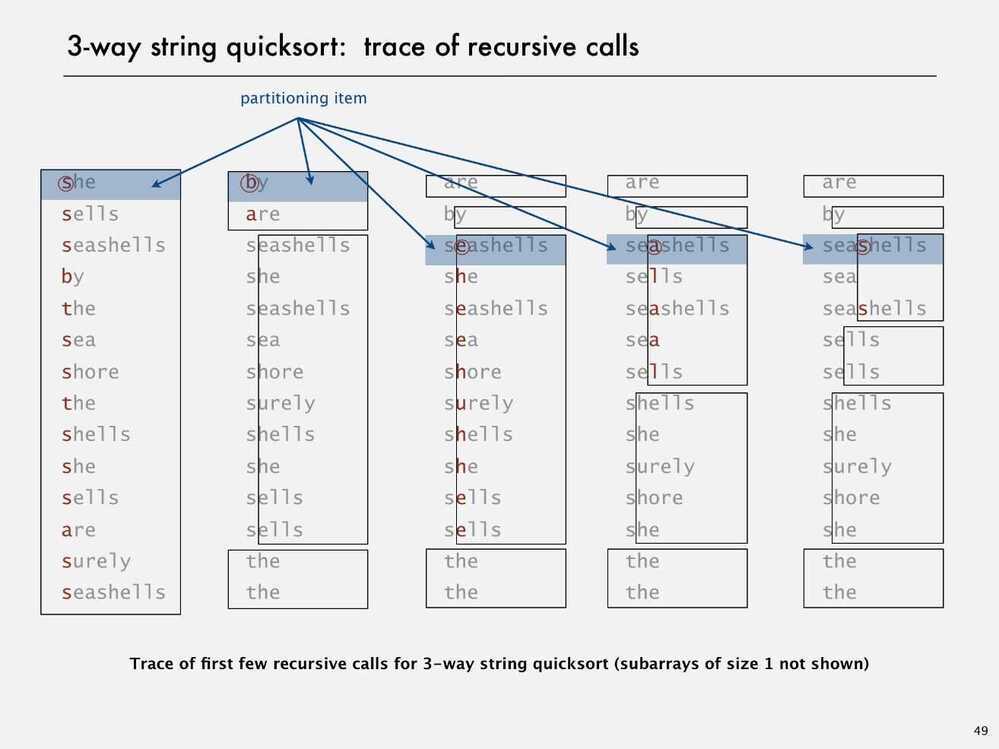 3-way string quicksort: trace of recursive calls
partitioning item
she by are are are
sells are by by by
seashells seashells seashells seashells seashells
by she she sells sea
the seashells seashells seashells seashells
sea sea sea sea sells
shore shore shore sells sells
the surely surely shells shells
shells shells shells she she
she she she surely surely
sells sells sells shore shore
are sells sells she she
surely the the the the
seashells the the the the
Trace of first few recursive calls for 3-way string quicksort (subarrays of size 1 not shown)
49